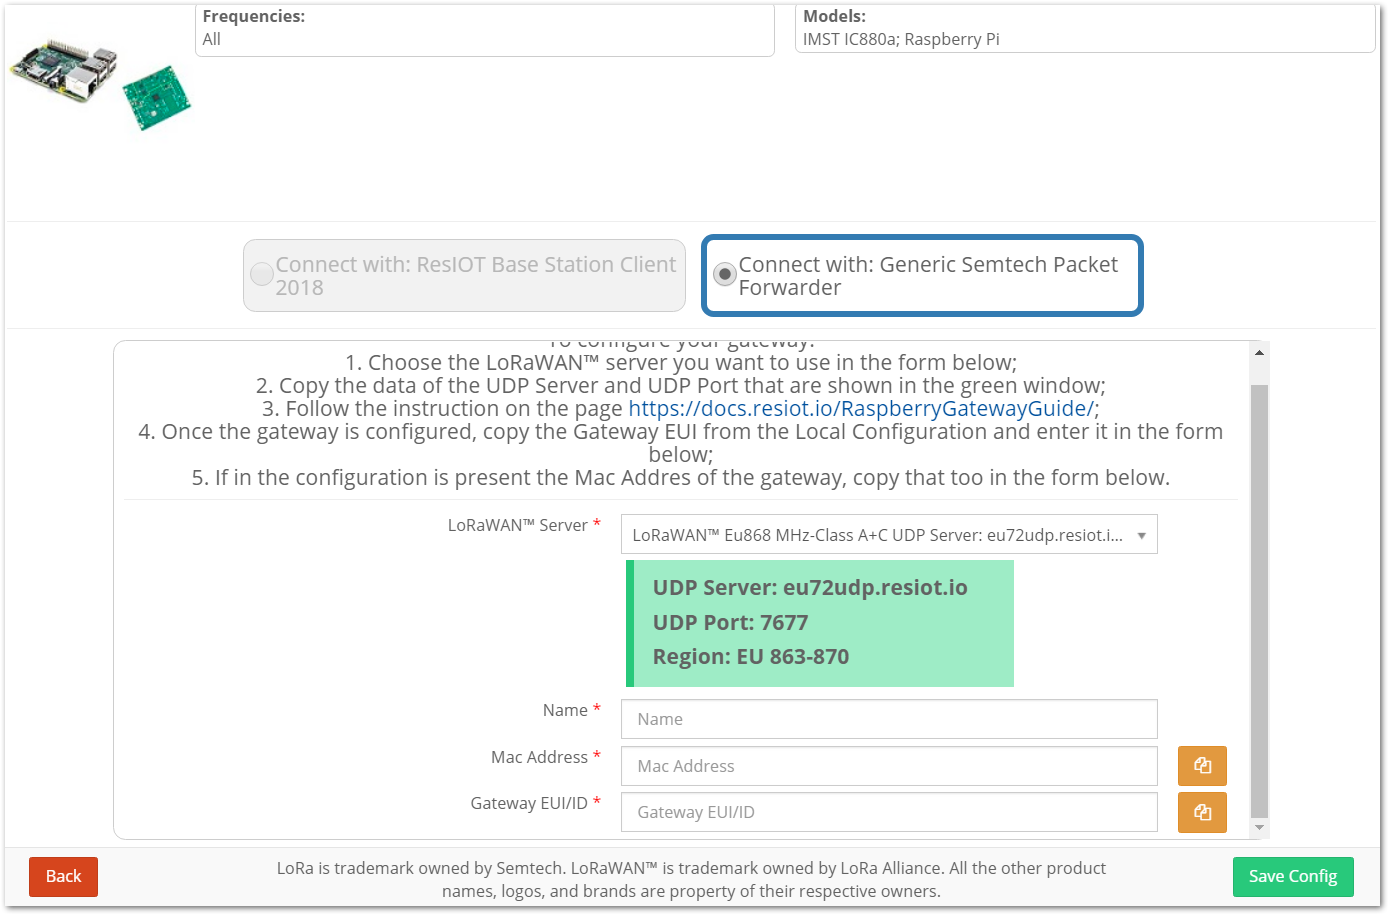 Frequencies:
All
Models:
IMST IC880a; Raspberry Pi
Connect with: ResIOT Base Station Client
2018
Connect with: Generic Semtech Packet
Forwarder
To configure your gateway:
1. Choose the LoRaWAN™ server you want to use in the form below;
2. Copy the data of the UDP Server and UDP Port that are shown in the green window;
3. Follow the instruction on the page https://docs.resiot.io/RaspberryGatewayGuide/;
4. Once the gateway is configured, copy the Gateway EUI from the Local Configuration and enter it in the form
below;
5. If in the configuration is present the Mac Addres of the gateway, copy that too in the form below.
LoRaWAN™ Server *
LoRaWAN™ Eu868 MHz-Class A+C UDP Server: eu72udp.resiot.i...
UDP Server: eu72udp.resiot.io
UDP Port: 7677
Region: EU 863-870
Name *
Name
Mac Address *
Mac Address
Gateway EUI/ID *
Gateway EUI/ID
Back
LoRa is trademark owned by Semtech. LoRaWAN™ is trademark owned by LoRa Alliance. All the other product
names, logos, and brands are property of their respective owners.
Save Config